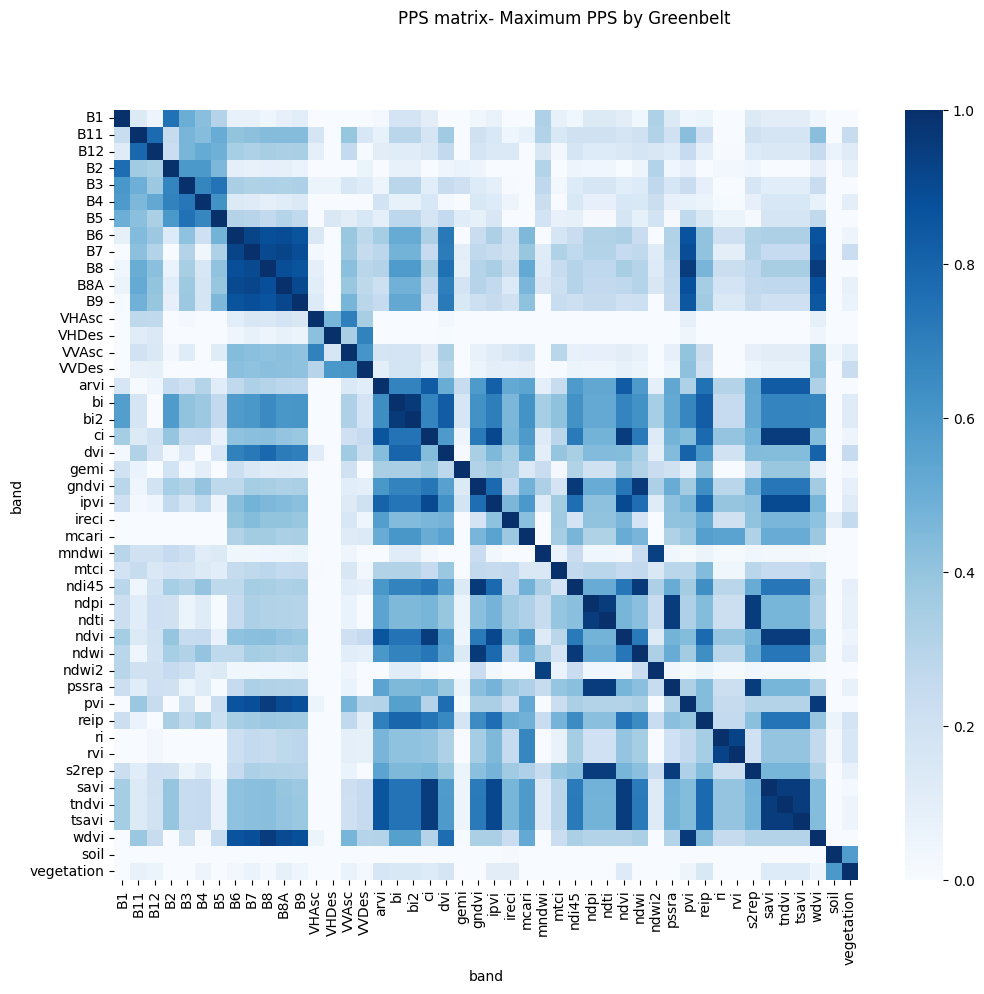 PPS matrix- Maximum PPS by Greenbelt
band
B1
B11
B12
B2
B3
B4
B5
B6
B7
B8
B8A
B9
VHAsc
VHDes
VVAsc
VVDes
arvi
bi
bi2
ci
dvi
gemi
gndvi
ipvi
ireci
mcari
mndwi
mtci
ndi45
ndpi
ndti
ndvi
ndwi
ndwi2
pssra
pvi
reip
ri
rvi
s2rep
savi
tndvi
tsavi
wdvi
soil
vegetation
B1
B11
B12
B2
B3
B4
B5
B6
B7
B8
B8A
B9
VHAsc
VHDes
VVAsc
VVDes
arvi
bi
bi2
ci
dvi
gemi
gndvi
ipvi
ireci
mcari
mndwi
mtci
ndi45
ndpi
ndti
ndvi
ndwi
ndwi2
pssra
pvi
reip
ri
rvi
s2rep
savi
tndvi
tsavi
wdvi
soil
vegetation
band
1.0
0.8
0.6
0.4
0.2
0.0